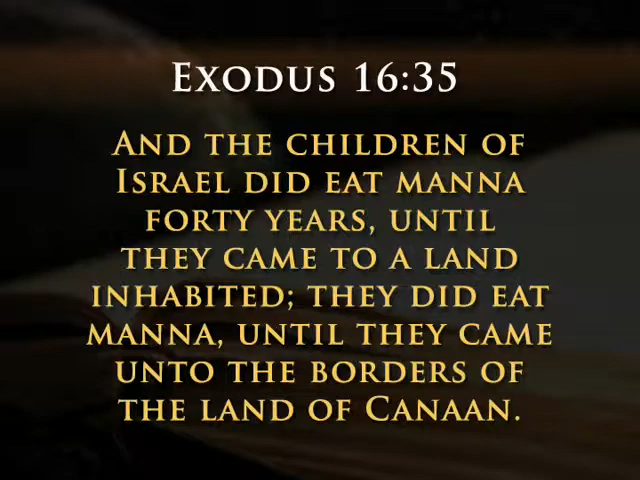 Exodus 16:35
And the children of
Israel did eat manna
forty years, until
they came to a land
inhabited; they did eat
manna, until they came
unto the borders of
the land of Canaan.